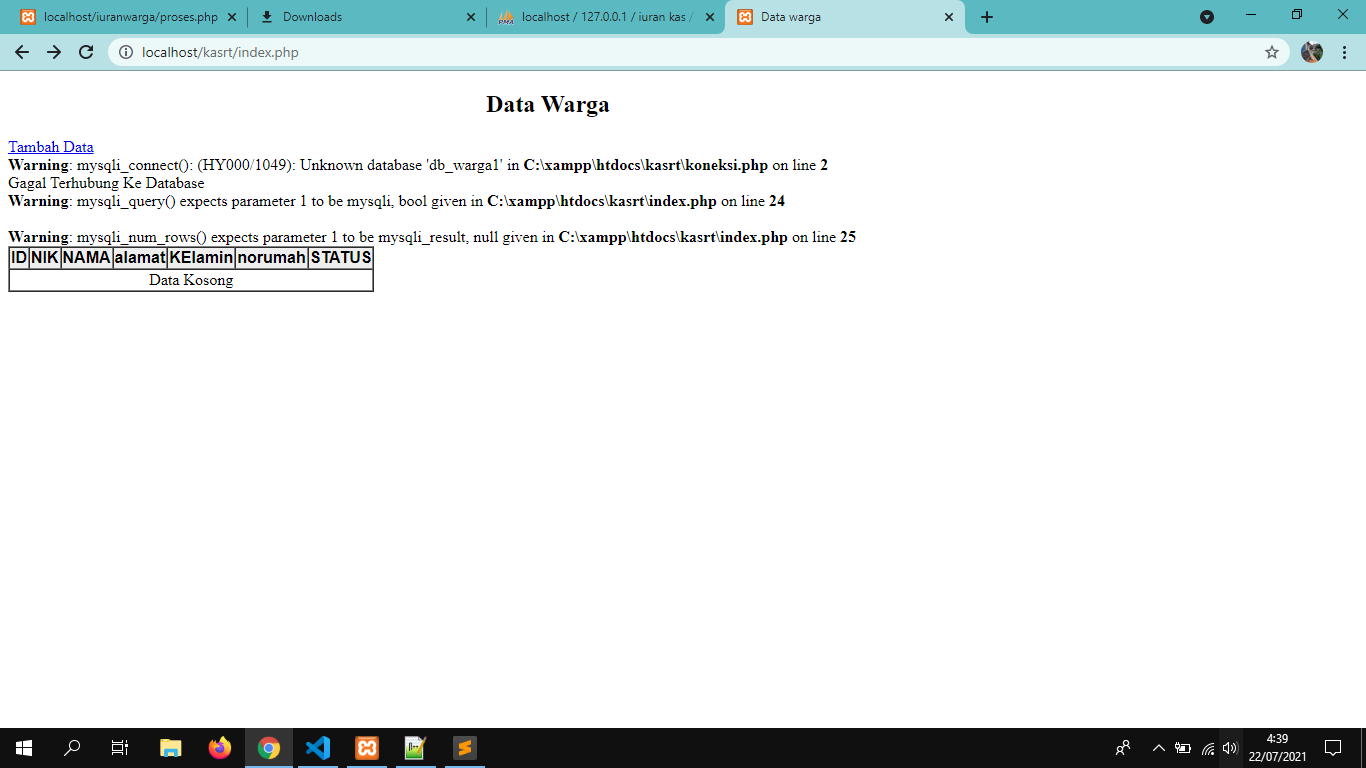 localhost/iuranwarga/proses.php
Downloads
localhost / 127.0.0.1 / iuran kas /
Data warga
localhost/kasrt/index.php
Data Warga
Tambah Data
Warning: mysqli_connect(): (HY000/1049): Unknown database 'db_warga1' in C:\xampp\htdocs\kasrt\koneksi.php on line 2
Gagal Terhubung Ke Database
Warning: mysqli_query() expects parameter 1 to be mysqli, bool given in C:\xampp\htdocs\kasrt\index.php on line 24
Warning: mysqli_num_rows() expects parameter 1 to be mysqli_result, null given in C:\xampp\htdocs\kasrt\index.php on line 25
ID NIK NAMA alamat KElamin norumah STATUS
Data Kosong
4:39
22/07/2021